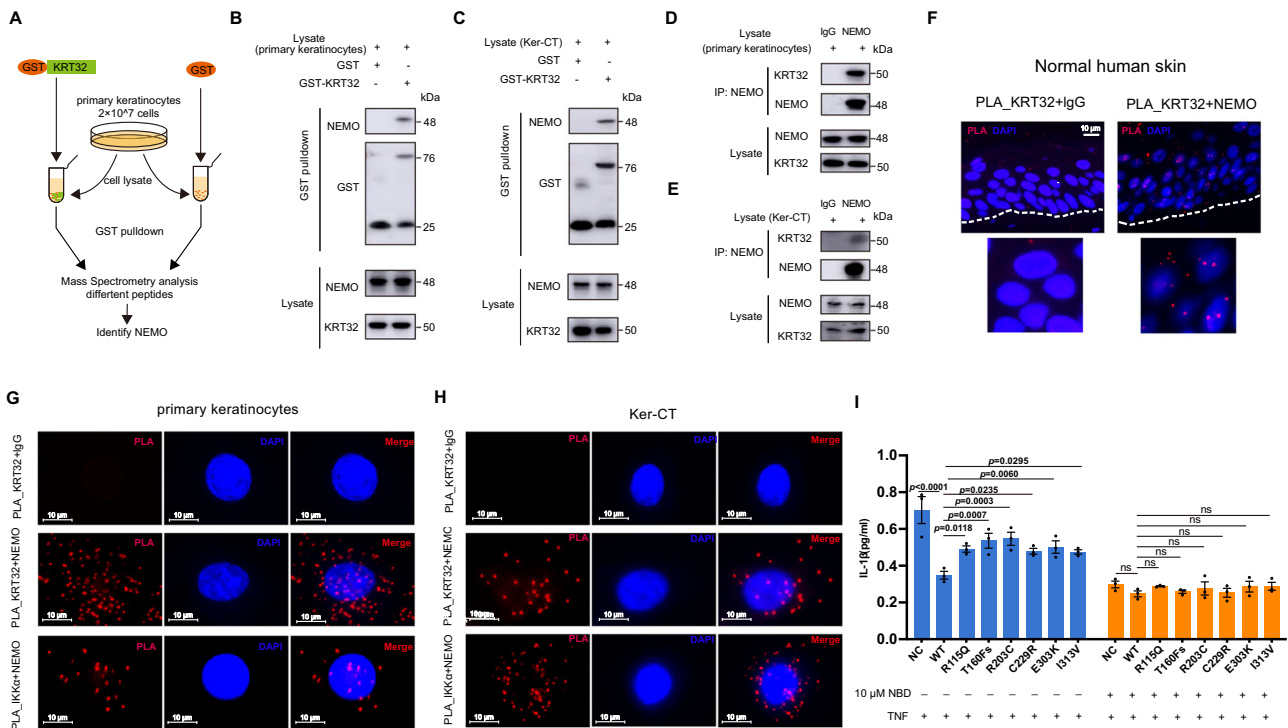 A
GST KRT32
GST
primary keratinocytes
2×10^7 cells
cell lysate
GST pulldown
Mass Spectrometry analysis
differtent peptides
Identify NEMO
B
Lysate
(primary keratinocytes) + +
GST + -
GST-KRT32 - +
kDa
GST pulldown
NEMO
48
GST
76
25
Lysate
NEMO
48
KRT32
50
C
Lysate (Ker-CT) + +
GST + -
GST-KRT32 - +
kDa
GST pulldown
NEMO
48
GST
76
25
Lysate
NEMO
48
KRT32
50
D
Lysate IgG NEMO
(primary keratinocytes) + + kDa
IP: NEMO
KRT32
50
NEMO
48
Lysate
NEMO
48
KRT32
50
E
IgG NEMO
Lysate (Ker-CT) + + kDa
IP: NEMO
KRT32
50
NEMO
48
Lysate
NEMO
48
KRT32
50
F
Normal human skin
PLA_KRT32+IgG
PLA_KRT32+NEMO
PLA DAPI
10 μm
PLA DAPI
G
primary keratinocytes
PLA_KRT32+IgG
PLA
DAPI
Merge
10 μm
10 μm
10 μm
PLA_KRT32+NEMO
PLA
DAPI
Merge
10 μm
10 μm
10 μm
PLA_IKKα+NEMO
PLA
DAPI
Merge
10 μm
10 μm
10 μm
H
Ker-CT
PLA_KRT32+IgG
PLA
DAPI
Merge
10 μm
10 μm
10 μm
PLA
DAPI
Merge
10 μm
10 μm
10 μm
PLA_IKKα+NEMO
PLA
DAPI
Merge
10 μm
10 μm
10 μm
I
IL-1β(pg/ml)
1.0
0.8
0.6
0.4
0.2
0.0
p=0.0295
p=0.0060
p=0.0235
p=0.0003
p=0.0007
p=0.0118
p<0.0001
ns
ns
ns
ns
ns
ns
ns
NC WT R115Q T160Fs R203C C229R E303K I313V
NC WT R115Q T160Fs R203C C229R E303K I313V
10 μM NBD – – – – – – – – + + + + + + + +
TNF + + + + + + + + + + + + + + + +